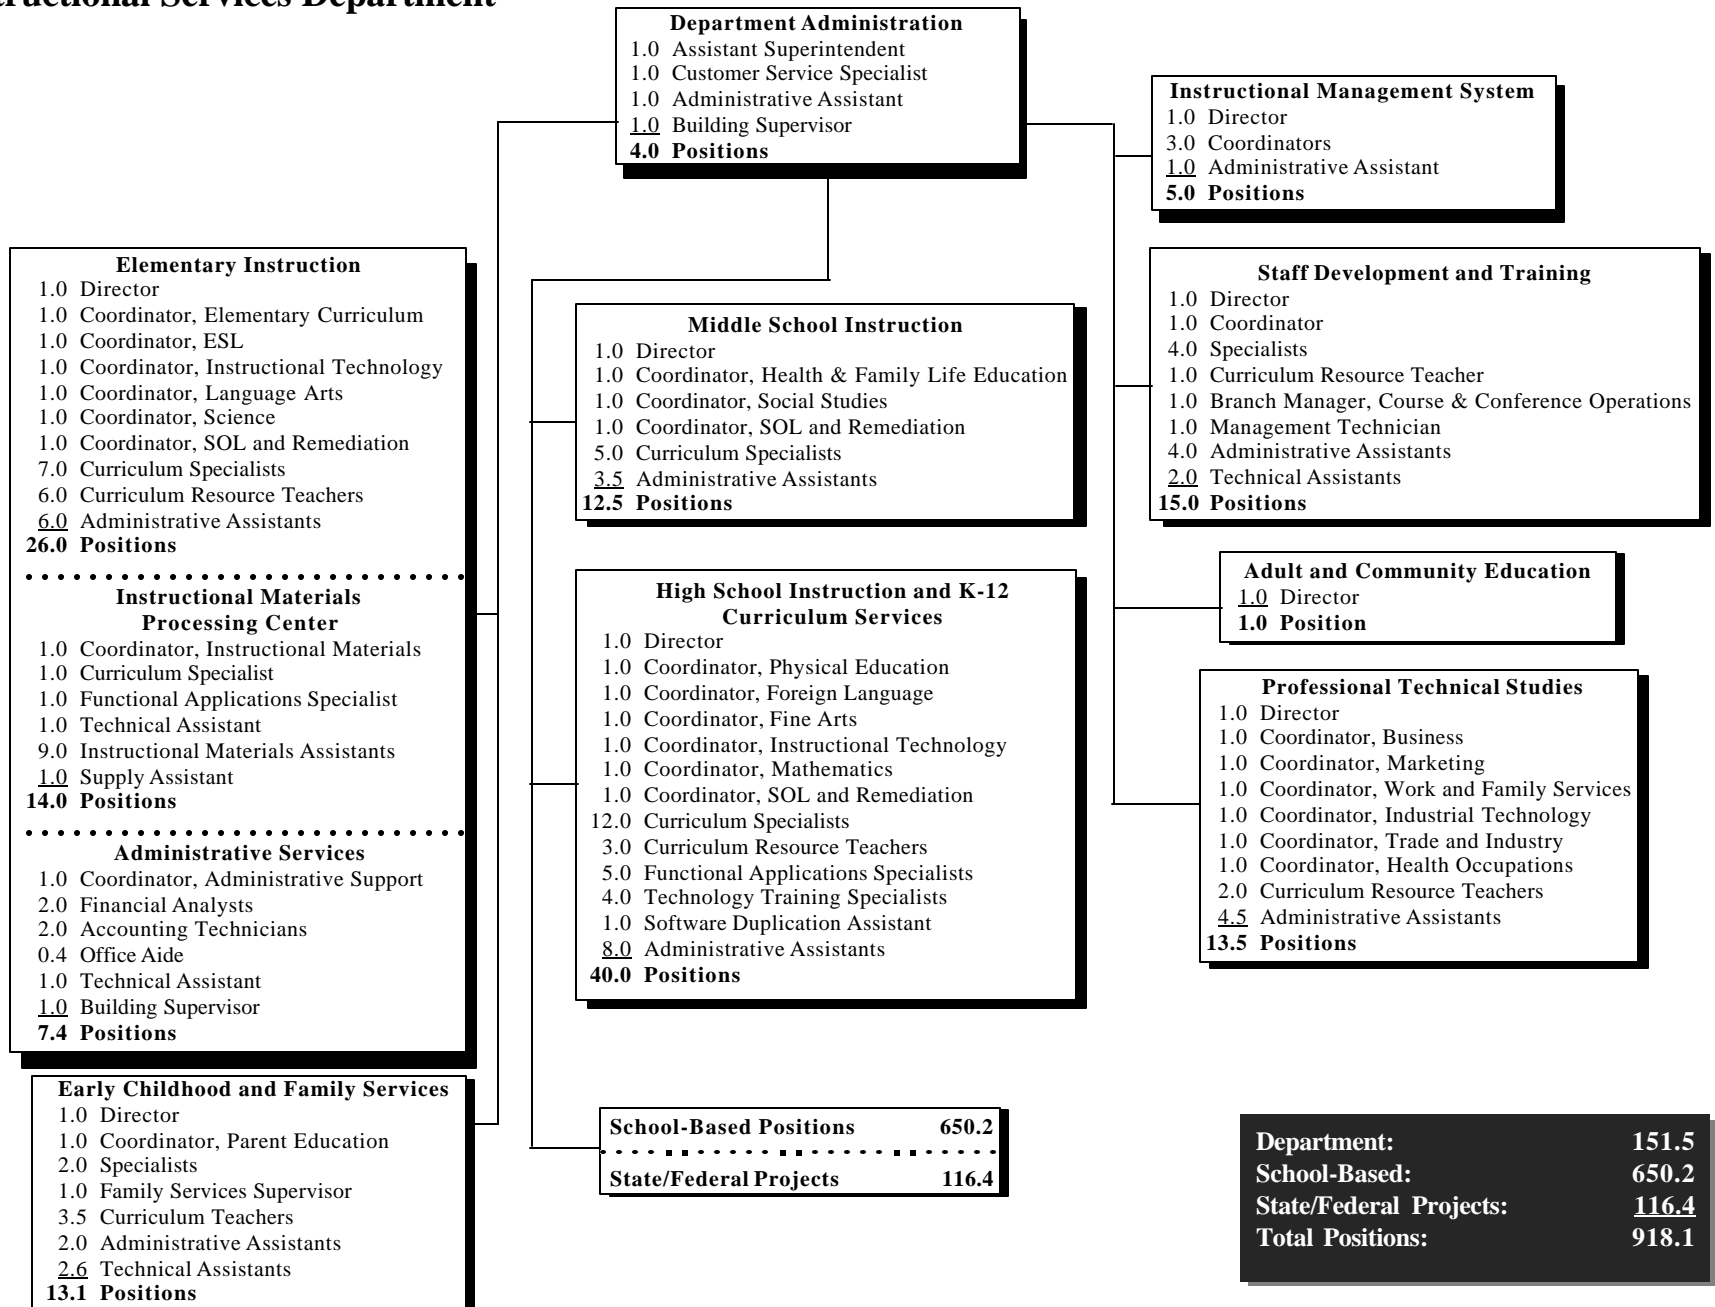 Instructional Services Department
Department Administration
1.0 Assistant Superintendent
1.0 Customer Service Specialist
1.0 Administrative Assistant
1.0 Building Supervisor
4.0 Positions
Instructional Management System
1.0 Director
3.0 Coordinators
1.0 Administrative Assistant
5.0 Positions
Elementary Instruction
1.0 Director
1.0 Coordinator, Elementary Curriculum
1.0 Coordinator, ESL
1.0 Coordinator, Instructional Technology
1.0 Coordinator, Language Arts
1.0 Coordinator, Science
1.0 Coordinator, SOL and Remediation
7.0 Curriculum Specialists
6.0 Curriculum Resource Teachers
6.0 Administrative Assistants
26.0 Positions
Instructional Materials
Processing Center
1.0 Coordinator, Instructional Materials
1.0 Curriculum Specialist
1.0 Functional Applications Specialist
1.0 Technical Assistant
9.0 Instructional Materials Assistants
1.0 Supply Assistant
14.0 Positions
Administrative Services
1.0 Coordinator, Administrative Support
2.0 Financial Analysts
2.0 Accounting Technicians
0.4 Office Aide
1.0 Technical Assistant
1.0 Building Supervisor
7.4 Positions
Early Childhood and Family Services
1.0 Director
1.0 Coordinator, Parent Education
2.0 Specialists
1.0 Family Services Supervisor
3.5 Curriculum Teachers
2.0 Administrative Assistants
2.6 Technical Assistants
13.1 Positions
Middle School Instruction
1.0 Director
1.0 Coordinator, Health & Family Life Education
1.0 Coordinator, Social Studies
1.0 Coordinator, SOL and Remediation
5.0 Curriculum Specialists
3.5 Administrative Assistants
12.5 Positions
High School Instruction and K-12
Curriculum Services
1.0 Director
1.0 Coordinator, Physical Education
1.0 Coordinator, Foreign Language
1.0 Coordinator, Fine Arts
1.0 Coordinator, Instructional Technology
1.0 Coordinator, Mathematics
1.0 Coordinator, SOL and Remediation
12.0 Curriculum Specialists
3.0 Curriculum Resource Teachers
5.0 Functional Applications Specialists
4.0 Technology Training Specialists
1.0 Software Duplication Assistant
8.0 Administrative Assistants
40.0 Positions
School-Based Positions 650.2
State/Federal Projects 116.4
Staff Development and Training
1.0 Director
1.0 Coordinator
4.0 Specialists
1.0 Curriculum Resource Teacher
1.0 Branch Manager, Course & Conference Operations
1.0 Management Technician
4.0 Administrative Assistants
2.0 Technical Assistants
15.0 Positions
Adult and Community Education
1.0 Director
1.0 Position
Professional Technical Studies
1.0 Director
1.0 Coordinator, Business
1.0 Coordinator, Marketing
1.0 Coordinator, Work and Family Services
1.0 Coordinator, Industrial Technology
1.0 Coordinator, Trade and Industry
1.0 Coordinator, Health Occupations
2.0 Curriculum Resource Teachers
4.5 Administrative Assistants
13.5 Positions
Department: 151.5
School-Based: 650.2
State/Federal Projects: 116.4
Total Positions: 918.1